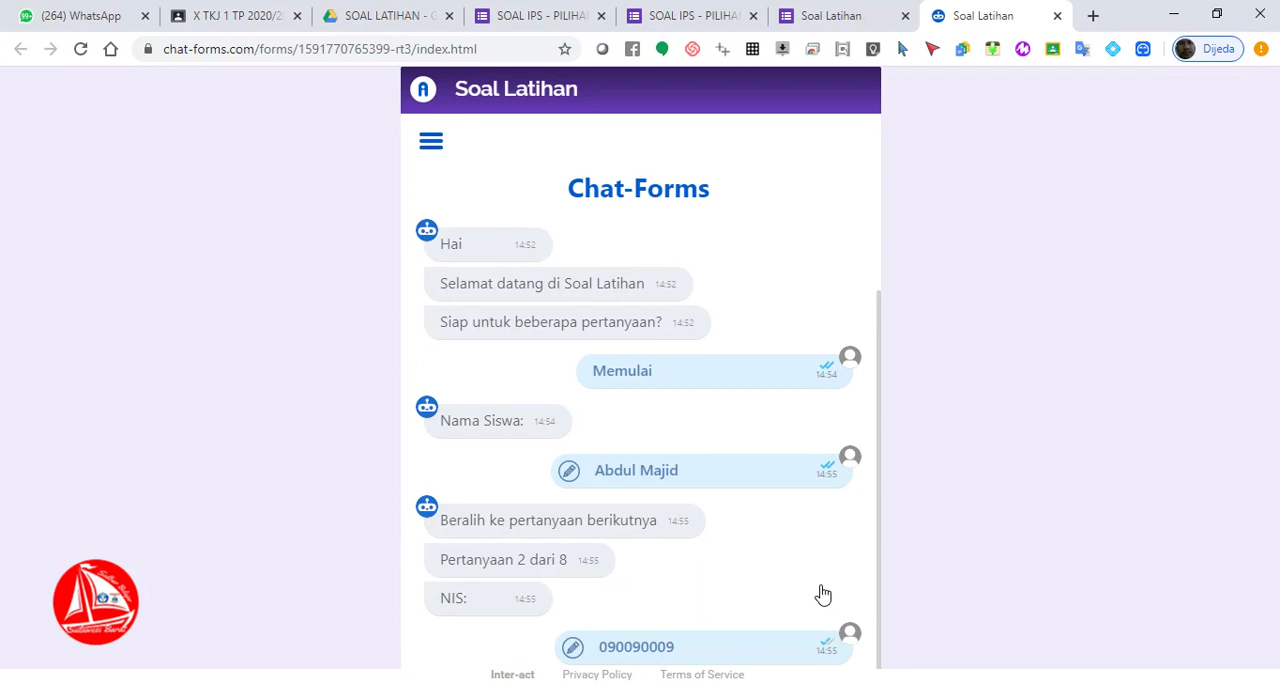 (264) WhatsApp
X TKJ 1 TP 2020/2
SOAL LATIHAN - G
SOAL IPS - PILIHA
SOAL IPS - PILIHA
Soal Latihan
Soal Latihan
chat-forms.com/forms/1591770765399-rt3/index.html
Dijeda
Soal Latihan
Chat-Forms
Hai 14:52
Selamat datang di Soal Latihan 14:52
Siap untuk beberapa pertanyaan? 14:52
Memulai 14:54
Nama Siswa: 14:54
Abdul Majid 14:55
Beralih ke pertanyaan berikutnya 14:55
Pertanyaan 2 dari 8 14:55
NIS: 14:55
090090009 14:55
Inter-act Privacy Policy Terms of Service